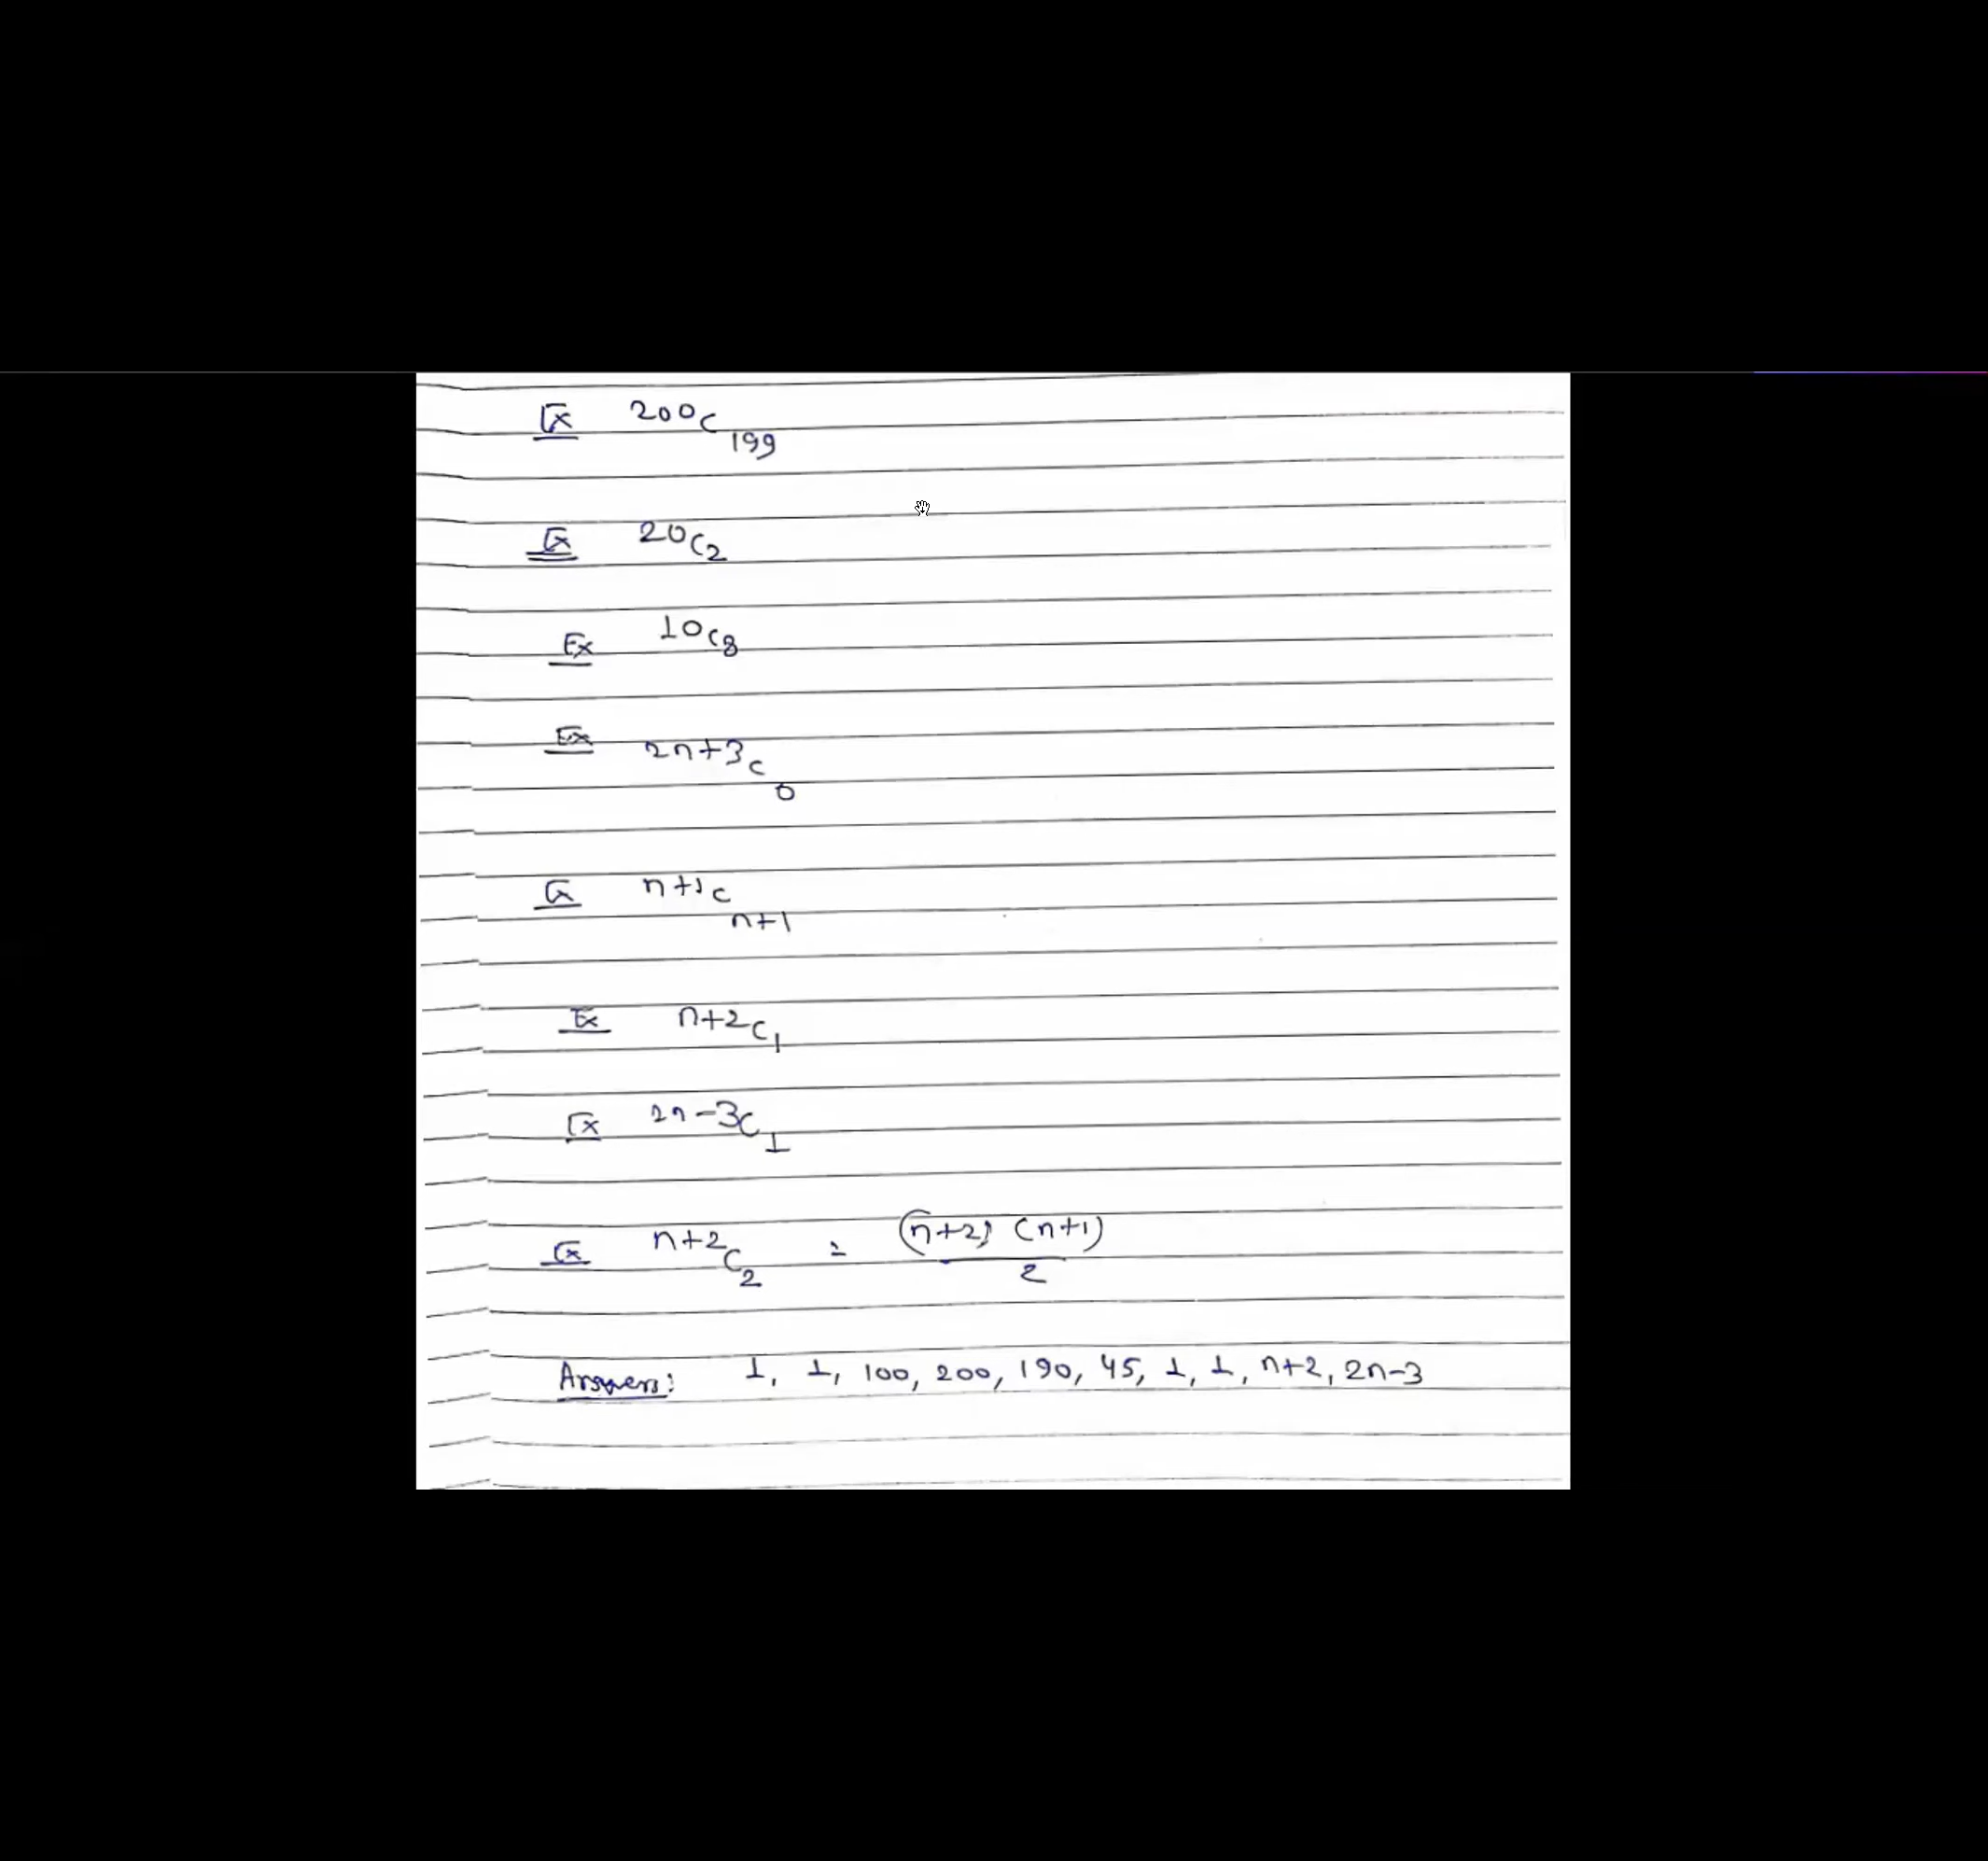 Ex 200C199
Ex 20C2
Ex 10C8
Ex 2n+3C0
Ex n+1Cn+1
Ex n+2C1
Ex 2n-3C1
Ex n+2C2 = (n+2) (n+1) / 2
Answers: 1, 1, 100, 200, 190, 45, 1, 1, n+2, 2n-3